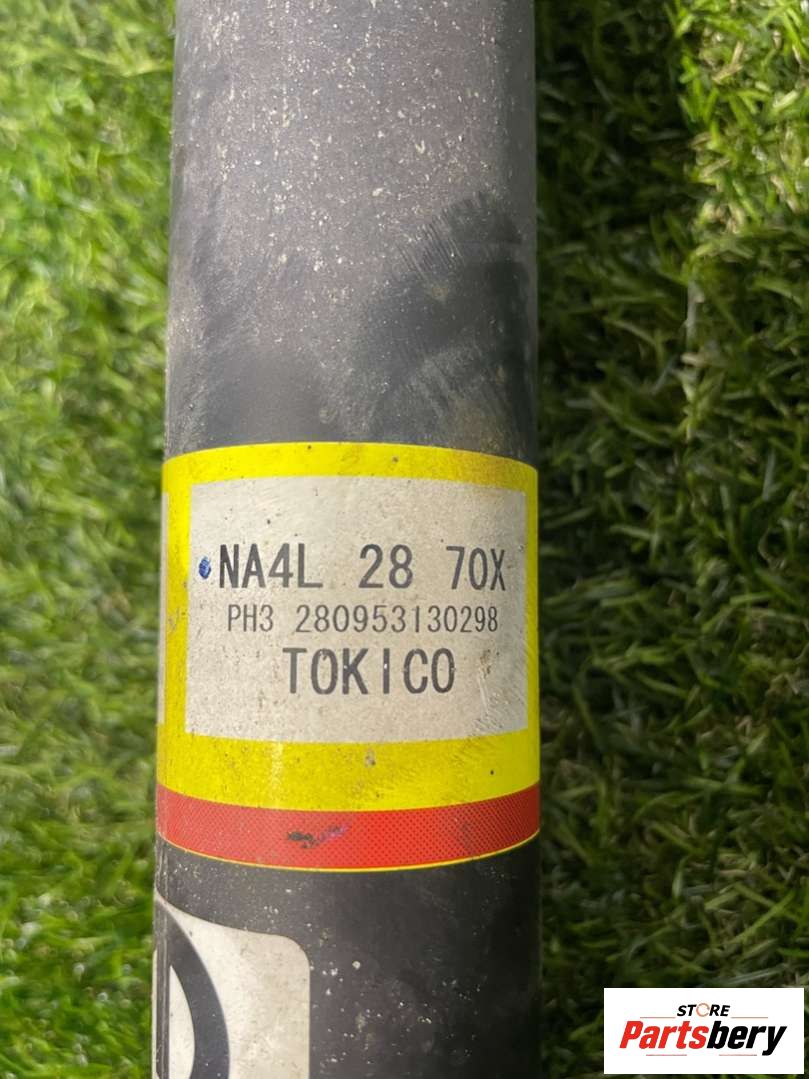 NA4L 28 70X
PH3 280953130298
TOKICO
STORE
Partsbery